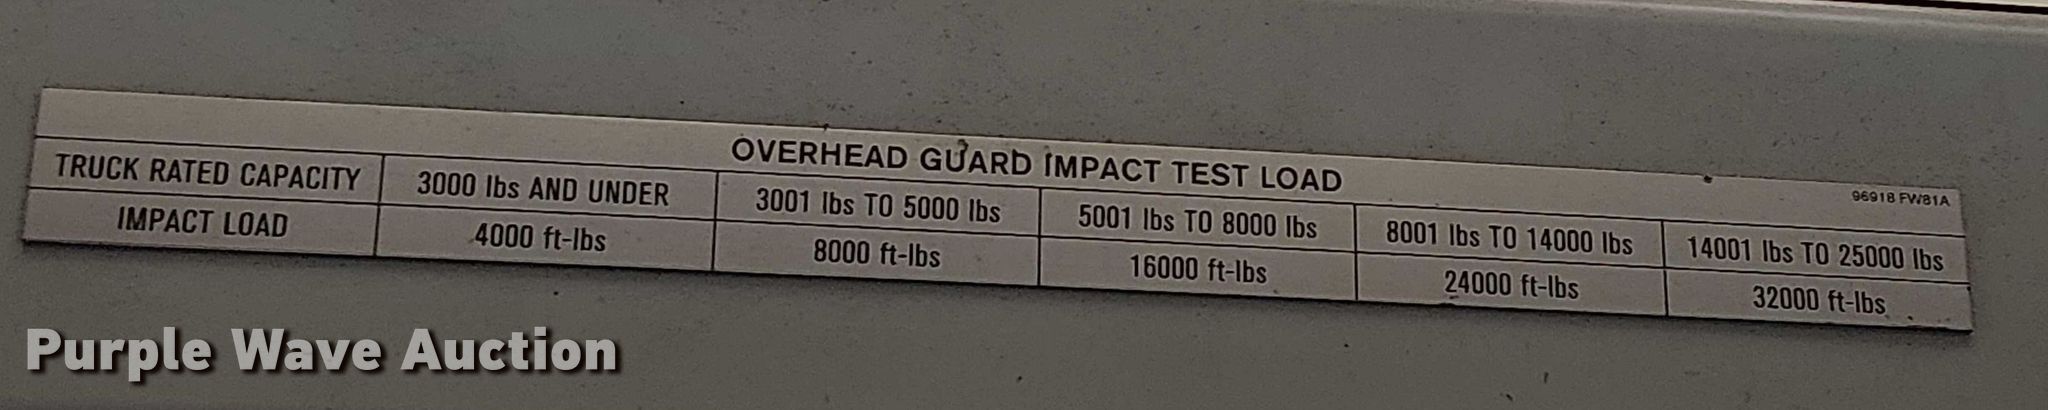 OVERHEAD GUARD IMPACT TEST LOAD
96918 FW81A
TRUCK RATED CAPACITY 3000 lbs AND UNDER 3001 lbs TO 5000 lbs 5001 lbs TO 8000 lbs 8001 lbs TO 14000 lbs 14001 lbs TO 25000 lbs
IMPACT LOAD 4000 ft-lbs 8000 ft-lbs 16000 ft-lbs 24000 ft-lbs 32000 ft-lbs
Purple Wave Auction